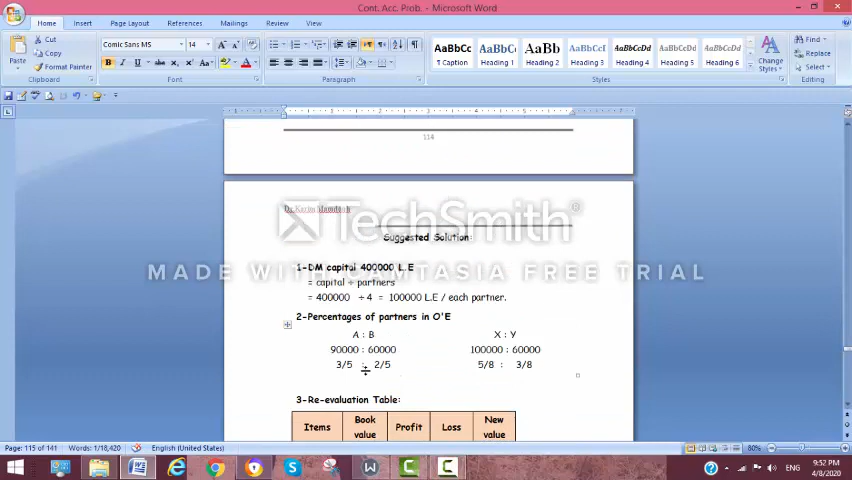 Cont. Acc. Prob. - Microsoft Word
Home Insert Page Layout References Mailings Review View
Cut
Copy
Format Painter
Paste
Clipboard
Comic Sans MS 14
Font
Paragraph
AaBbCc AaBbCcI AaBb AaBbCcI AaBbCcDd AaBbCcDd AaBbCcDd
¶ Caption Heading 1 Heading 2 Heading 3 Heading 4 Heading 5 Heading 6
Change Styles
Styles
Find
Replace
Select
Editing
114
Dr. Karim Mamdouh
TechSmith
MADE WITH CAMTASIA FREE TRIAL
Suggested Solution:
1-DM capital 400000 L.E
= capital ÷ partners
= 400000 ÷ 4 = 100000 L.E / each partner.
2-Percentages of partners in O'E
A : B X : Y
90000 : 60000 100000 : 60000
3/5 : 2/5 5/8 : 3/8
3-Re-evaluation Table:
Items Book value Profit Loss New value
Page: 115 of 141 Words: 1/18,420 English (United States) 80%
ENG 9:52 PM
4/8/2020